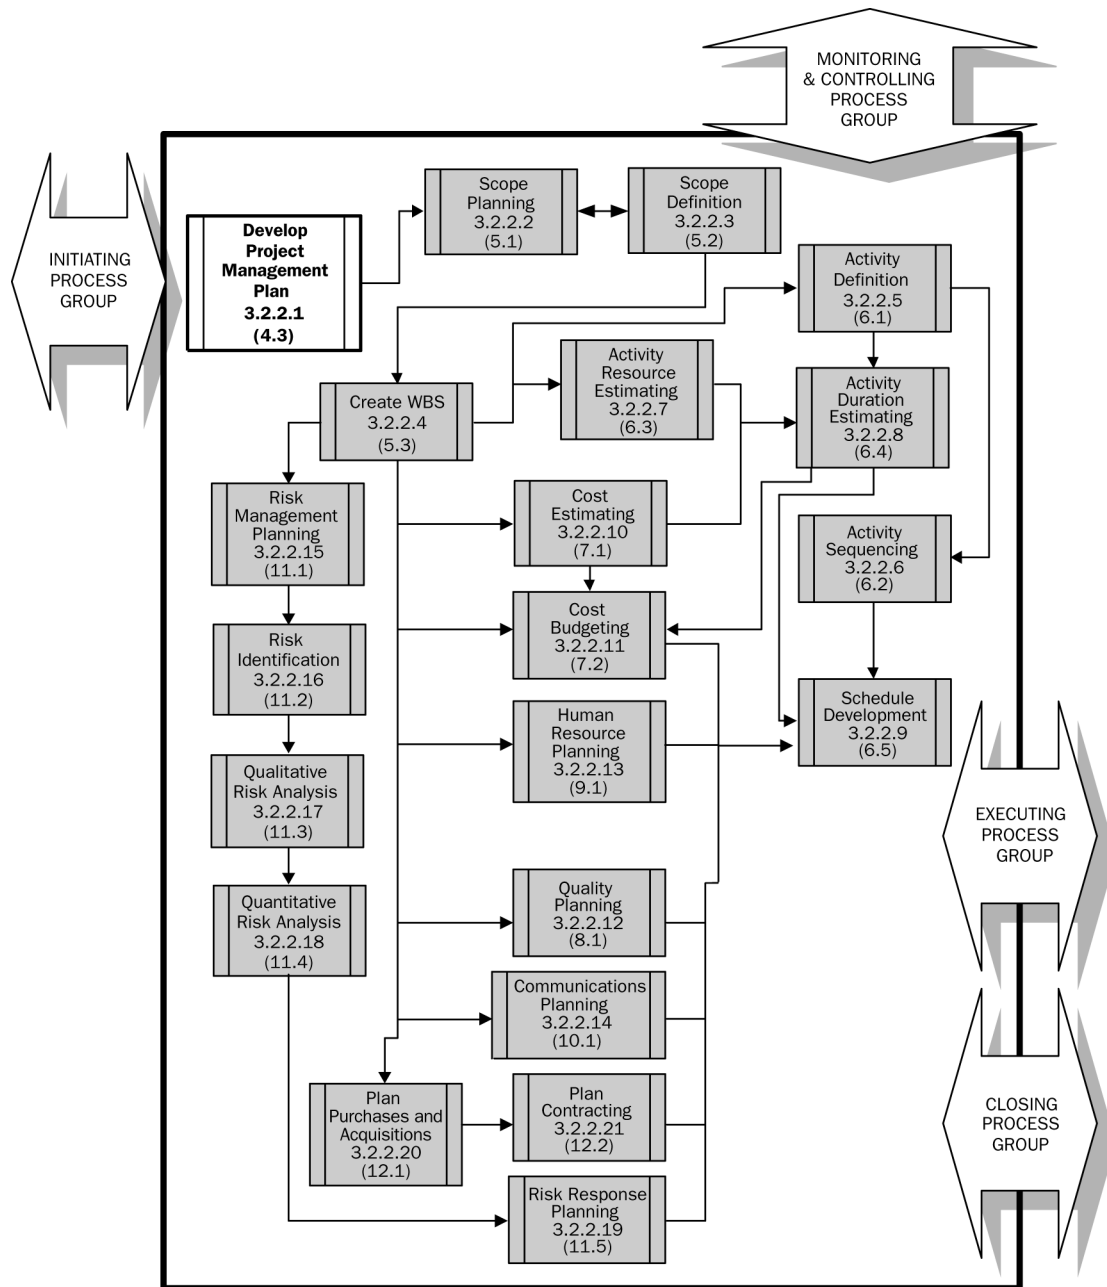 MONITORING
& CONTROLLING
PROCESS
GROUP
INITIATING
PROCESS
GROUP
Develop
Project
Management
Plan
3.2.2.1
(4.3)
Scope
Planning
3.2.2.2
(5.1)
Scope
Definition
3.2.2.3
(5.2)
Activity
Definition
3.2.2.5
(6.1)
Activity
Resource
Estimating
3.2.2.7
(6.3)
Activity
Duration
Estimating
3.2.2.8
(6.4)
Create WBS
3.2.2.4
(5.3)
Risk
Management
Planning
3.2.2.15
(11.1)
Cost
Estimating
3.2.2.10
(7.1)
Activity
Sequencing
3.2.2.6
(6.2)
Risk
Identification
3.2.2.16
(11.2)
Cost
Budgeting
3.2.2.11
(7.2)
Human
Resource
Planning
3.2.2.13
(9.1)
Schedule
Development
3.2.2.9
(6.5)
Qualitative
Risk Analysis
3.2.2.17
(11.3)
EXECUTING
PROCESS
GROUP
Quantitative
Risk Analysis
3.2.2.18
(11.4)
Quality
Planning
3.2.2.12
(8.1)
Communications
Planning
3.2.2.14
(10.1)
Plan
Purchases and
Acquisitions
3.2.2.20
(12.1)
Plan
Contracting
3.2.2.21
(12.2)
CLOSING
PROCESS
GROUP
Risk Response
Planning
3.2.2.19
(11.5)